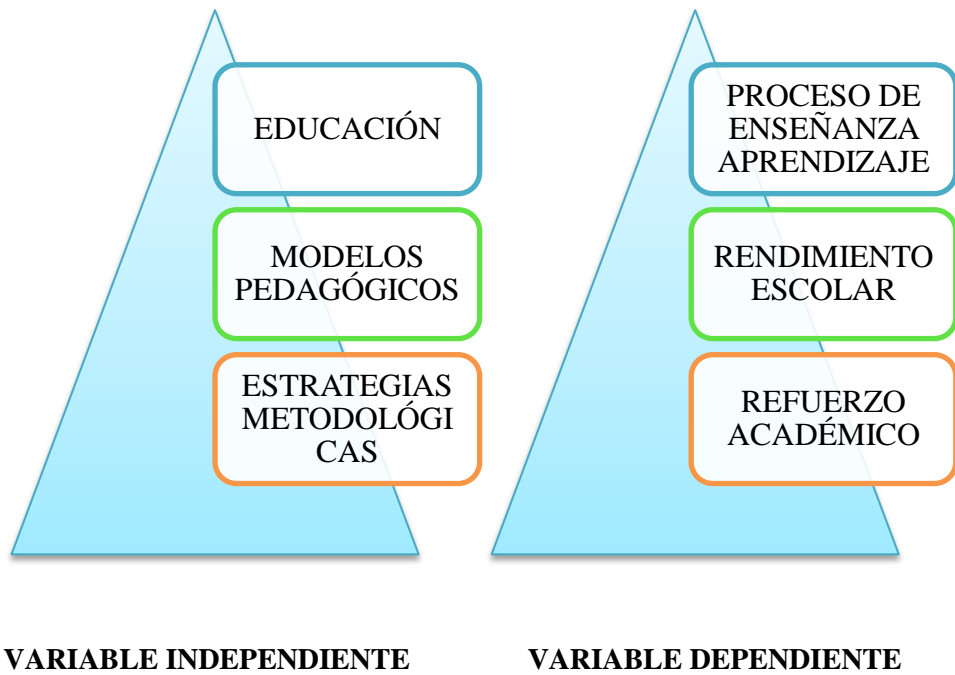 EDUCACIÓN
MODELOS
PEDAGÓGICOS
ESTRATEGIAS
METODOLÓGI
CAS
PROCESO DE
ENSEÑANZA
APRENDIZAJE
RENDIMIENTO
ESCOLAR
REFUERZO
ACADÉMICO
VARIABLE INDEPENDIENTE
VARIABLE DEPENDIENTE